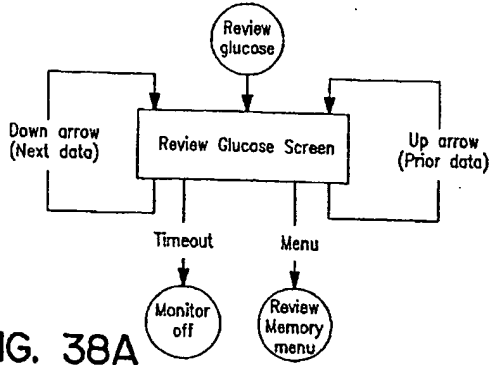 Review
glucose
Down arrow
(Next data)
Review Glucose Screen
Up arrow
(Prior data)
Timeout
Menu
Monitor
off
Review
Memory
menu
IG. 38A